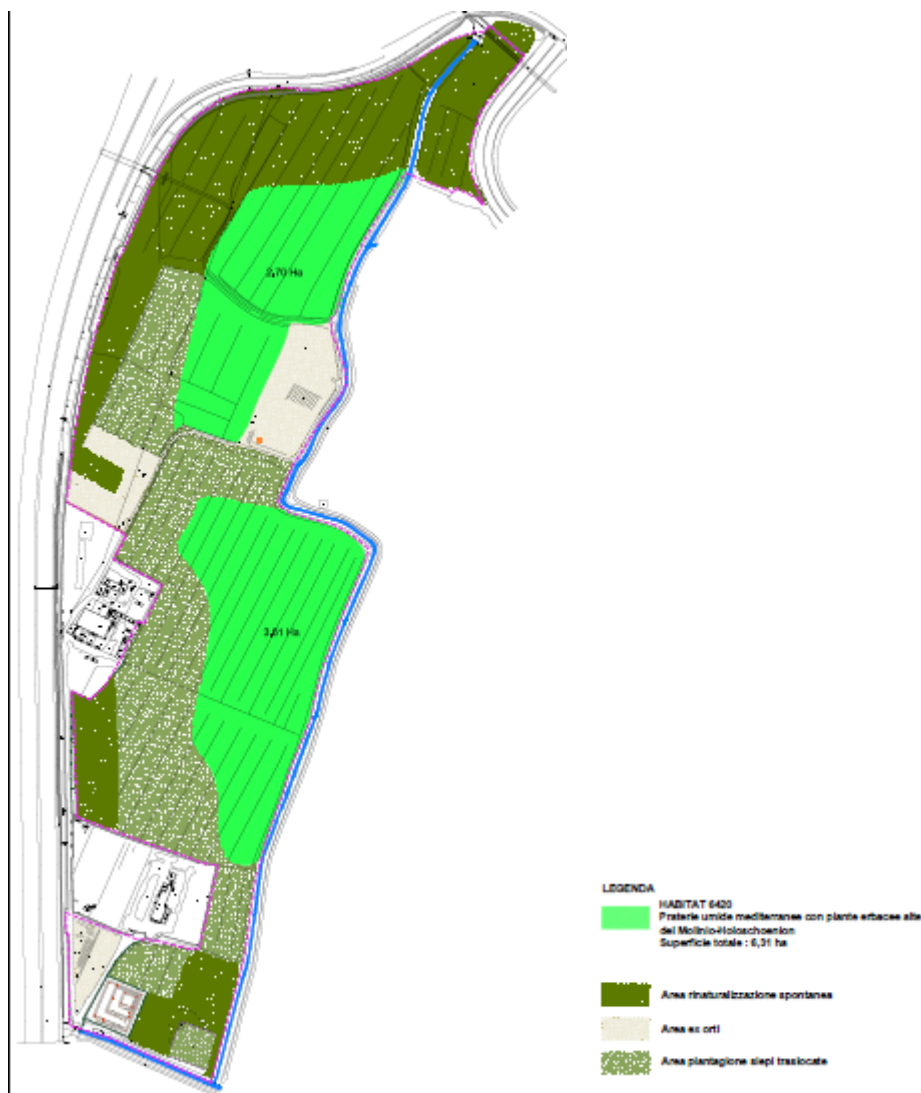 2,70 Ha
3,61 Ha
LEGENDA
HABITAT 6420
Praterie umide mediterranee con piante erbacee alte
del Molinio-Holoschoenion
Superficie totale : 6,31 ha
Area rinaturalizzazione spontanea
Area ex orti
Area plantagione siepi traslocate